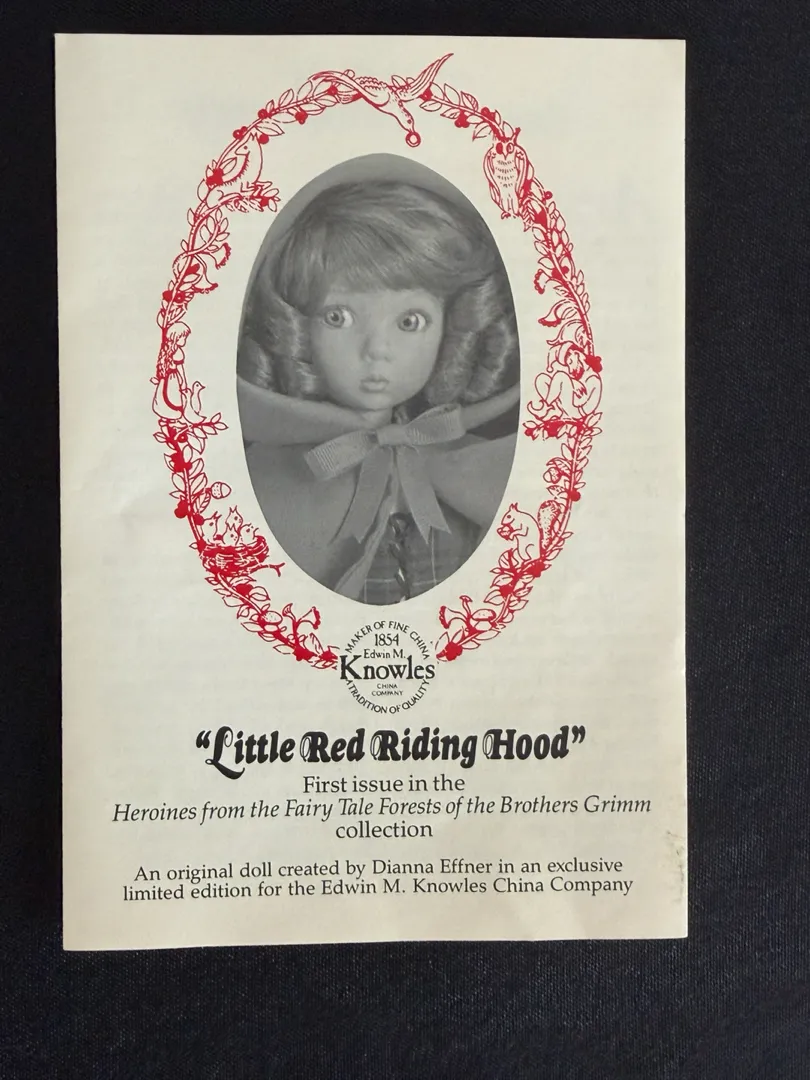 MAKER OF FINE CHINA
1854
Edwin M.
Knowles
CHINA
COMPANY
A TRADITION OF QUALITY
“Little Red Riding Hood”
First issue in the
Heroines from the Fairy Tale Forests of the Brothers Grimm
collection
An original doll created by Dianna Effner in an exclusive
limited edition for the Edwin M. Knowles China Company